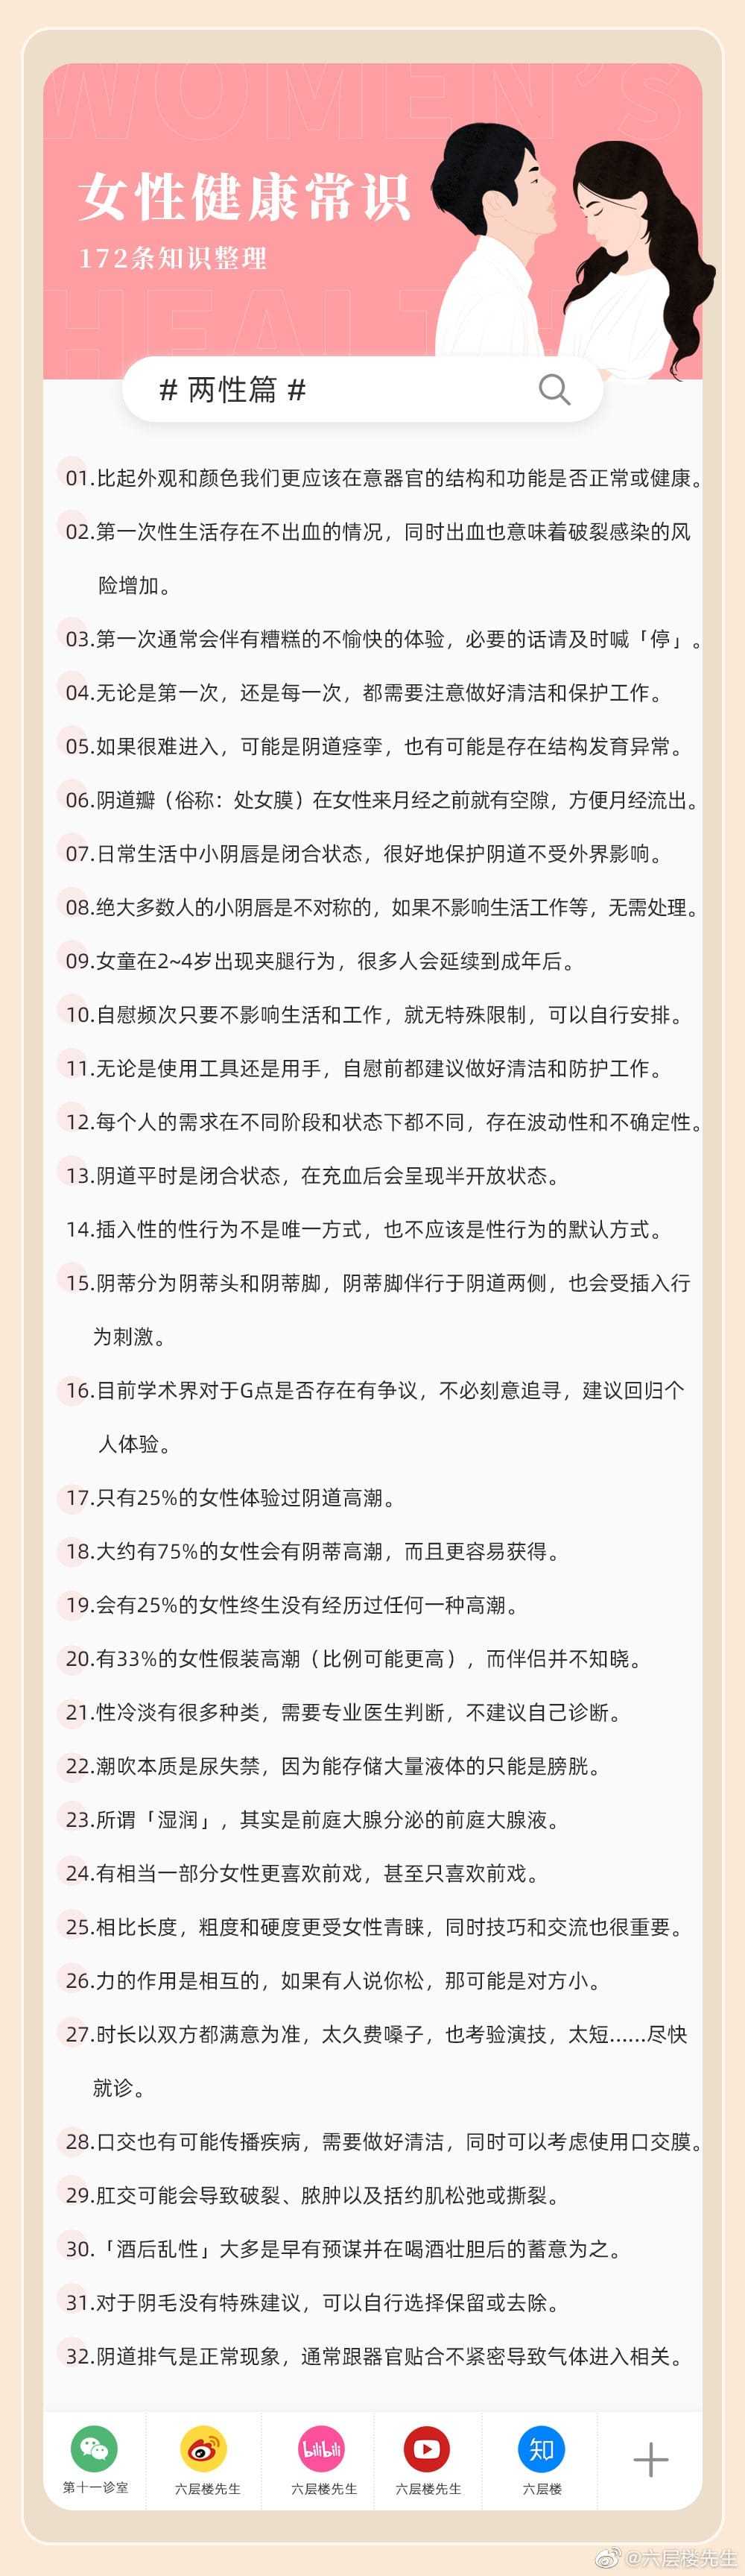 WOMEN's
女性健康常识
172条知识整理
HEALTH
# 两性篇 #
01.比起外观和颜色我们更应该在意器官的结构和功能是否正常或健康。
02.第一次性生活存在不出血的情况，同时出血也意味着破裂感染的风
险增加。
03.第一次通常会伴有糟糕的不愉快的体验，必要的话请及时喊「停」。
04.无论是第一次，还是每一次，都需要注意做好清洁和保护工作。
05.如果很难进入，可能是阴道痉挛，也有可能是存在结构发育异常。
06.阴道瓣（俗称：处女膜）在女性来月经之前就有空隙，方便月经流出。
07.日常生活中小阴唇是闭合状态，很好地保护阴道不受外界影响。
08.绝大多数人的小阴唇是不对称的，如果不影响生活工作等，无需处理。
09.女童在2~4岁出现夹腿行为，很多人会延续到成年后。
10.自慰频次只要不影响生活和工作，就无特殊限制，可以自行安排。
11.无论是使用工具还是用手，自慰前都建议做好清洁和防护工作。
12.每个人的需求在不同阶段和状态下都不同，存在波动性和不确定性。
13.阴道平时是闭合状态，在充血后会呈现半开放状态。
14.插入性的性行为不是唯一方式，也不应该是性行为的默认方式。
15.阴蒂分为阴蒂头和阴蒂脚，阴蒂脚伴行于阴道两侧，也会受插入行
为刺激。
16.目前学术界对于G点是否存在有争议，不必刻意追寻，建议回归个
人体验。
17.只有25%的女性体验过阴道高潮。
18.大约有75%的女性会有阴蒂高潮，而且更容易获得。
19.会有25%的女性终生没有经历过任何一种高潮。
20.有33%的女性假装高潮（比例可能更高），而伴侣并不知晓。
21.性冷淡有很多种类，需要专业医生判断，不建议自己诊断。
22.潮吹本质是尿失禁，因为能存储大量液体的只能是膀胱。
23.所谓「湿润」，其实是前庭大腺分泌的前庭大腺液。
24.有相当一部分女性更喜欢前戏，甚至只喜欢前戏。
25.相比长度，粗度和硬度更受女性青睐，同时技巧和交流也很重要。
26.力的作用是相互的，如果有人说你松，那可能是对方小。
27.时长以双方都满意为准，太久费嗓子，也考验演技，太短......尽快
就诊。
28.口交也有可能传播疾病，需要做好清洁，同时可以考虑使用口交膜。
29.肛交可能会导致破裂、脓肿以及括约肌松弛或撕裂。
30.「酒后乱性」大多是早有预谋并在喝酒壮胆后的蓄意为之。
31.对于阴毛没有特殊建议，可以自行选择保留或去除。
32.阴道排气是正常现象，通常跟器官贴合不紧密导致气体进入相关。
bilibili 知
第十一诊室 六层楼先生 六层楼先生 六层楼先生 六层楼
@六层楼先生